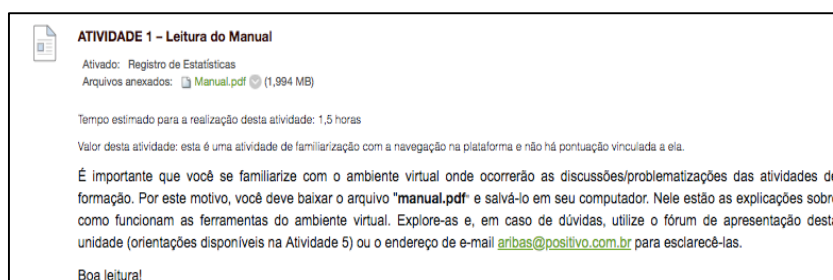 ATIVIDADE 1 – Leitura do Manual
Ativado: Registro de Estatísticas
Arquivos anexados: Manual.pdf (1,994 MB)
Tempo estimado para a realização desta atividade: 1,5 horas
Valor desta atividade: esta é uma atividade de familiarização com a navegação na plataforma e não há pontuação vinculada a ela.
É importante que você se familiarize com o ambiente virtual onde ocorrerão as discussões/problematizações das atividades de
formação. Por este motivo, você deve baixar o arquivo "manual.pdf" e salvá-lo em seu computador. Nele estão as explicações sobre
como funcionam as ferramentas do ambiente virtual. Explore-as e, em caso de dúvidas, utilize o fórum de apresentação desta
unidade (orientações disponíveis na Atividade 5) ou o endereço de e-mail aribas@positivo.com.br para esclarecê-las.
Boa leitura!